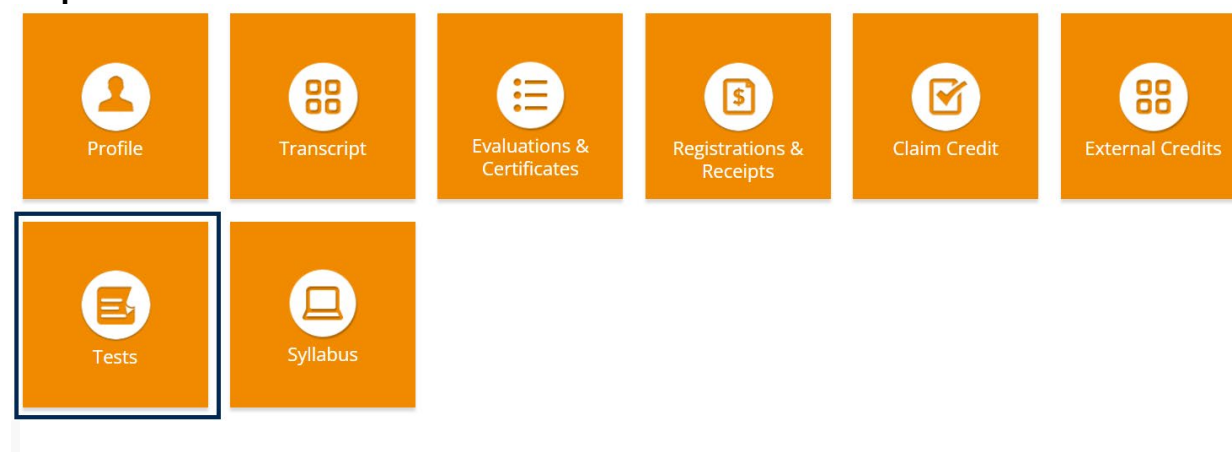 Profile
Transcript
Evaluations &
Certificates
Registrations &
Receipts
Claim Credit
External Credits
Tests
Syllabus